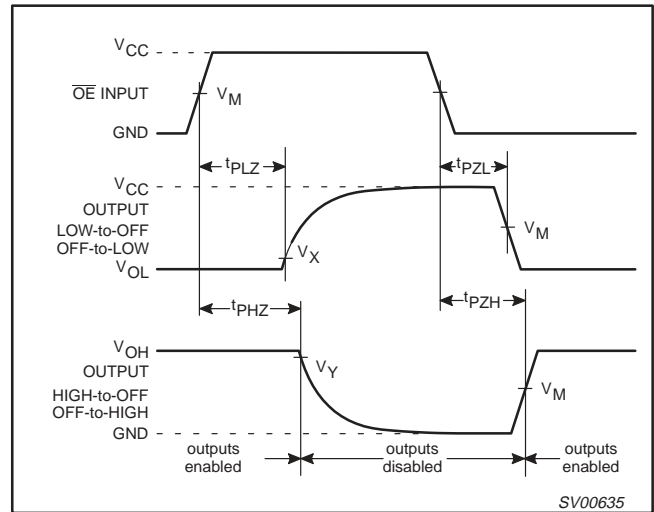 VCC
OE INPUT
VM
GND
tPLZ
tPZL
VCC
OUTPUT
LOW-to-OFF
OFF-to-LOW
VM
VX
VOL
tPHZ
tPZH
VOH
OUTPUT
VY
HIGH-to-OFF
OFF-to-HIGH
VM
GND
outputs
enabled
outputs
disabled
outputs
enabled
SV00635